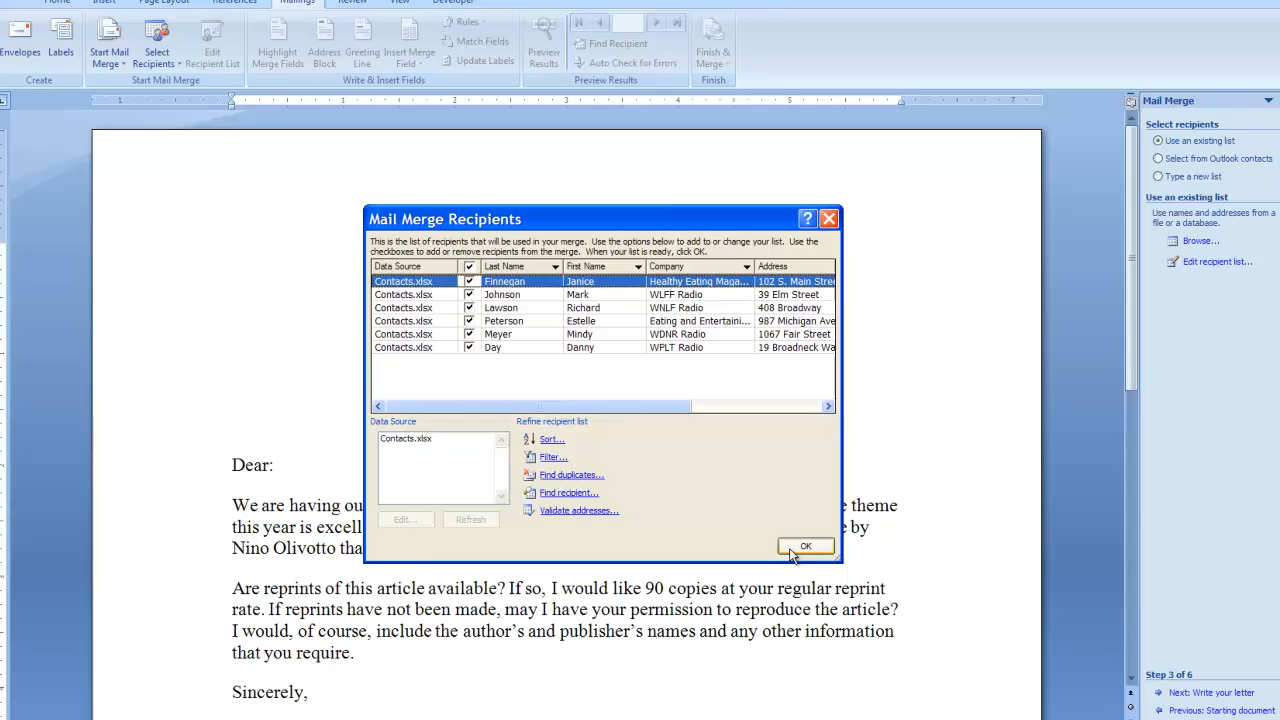 Home Insert Page Layout References Mailings Review View Developer
Envelopes Labels Start Mail Merge Select Recipients Edit Recipient List Highlight Merge Fields Address Block Greeting Line Insert Merge Field Rules Match Fields Update Labels Preview Results Find Recipient Auto Check for Errors Finish & Merge
Create Start Mail Merge Write & Insert Fields Preview Results Finish
1 1 2 3 4 5 7
Mail Merge Recipients
This is the list of recipients that will be used in your merge. Use the options below to add to or change your list. Use the
checkboxes to add or remove recipients from the merge. When your list is ready, click OK.
Data Source Last Name First Name Company Address
Contacts.xlsx Finnegan Janice Healthy Eating Maga... 102 S. Main Stree
Contacts.xlsx Johnson Mark WLFF Radio 39 Elm Street
Contacts.xlsx Lawson Richard WNLF Radio 408 Broadway
Contacts.xlsx Peterson Estelle Eating and Entertaini... 987 Michigan Ave
Contacts.xlsx Meyer Mindy WDNR Radio 1067 Fair Street
Contacts.xlsx Day Danny WPLT Radio 19 Broadneck Wa
Data Source
Contacts.xlsx
Edit... Refresh
Refine recipient list
Sort...
Filter...
Find duplicates...
Find recipient...
Validate addresses...
OK
Dear:
We are having ou e theme
this year is excell e by
Nino Olivotto tha
Are reprints of this article available? If so, I would like 90 copies at your regular reprint
rate. If reprints have not been made, may I have your permission to reproduce the article?
I would, of course, include the author's and publisher's names and any other information
that you require.
Sincerely,
Mail Merge
Select recipients
Use an existing list
Select from Outlook contacts
Type a new list
Use an existing list
Use names and addresses from a
file or a database.
Browse...
Edit recipient list...
Step 3 of 6
Next: Write your letter
Previous: Starting document